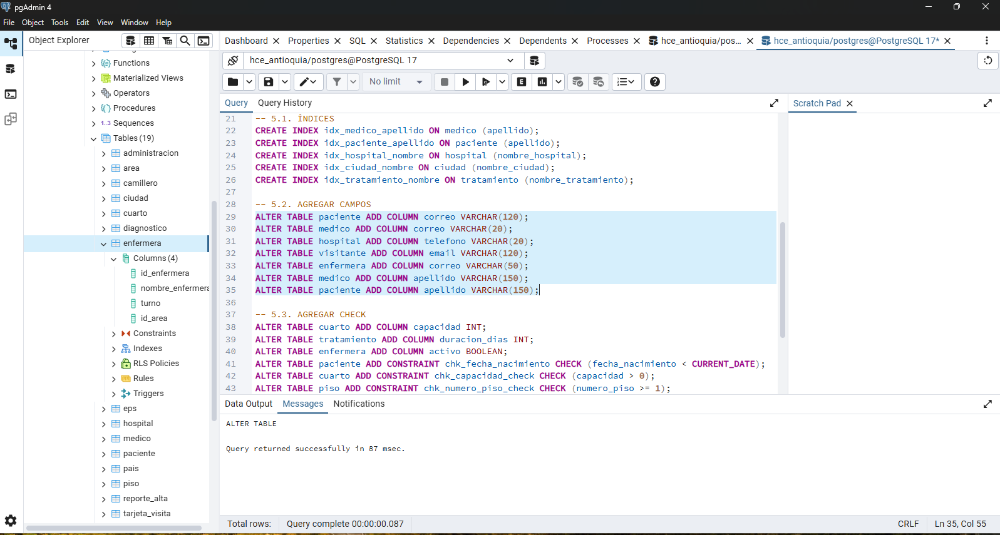 pgAdmin 4
File Object Tools Edit View Window Help
Object Explorer
Dashboard Properties SQL Statistics Dependencies Dependents Processes hce_antioquia/pos... hce_antioquia/postgres@PostgreSQL 17*
hce_antioquia/postgres@PostgreSQL 17
No limit
E
Query Query History
Scratch Pad
Functions
Materialized Views
Operators
Procedures
1..3 Sequences
Tables (19)
administracion
area
camillero
ciudad
cuarto
diagnostico
enfermera
Columns (4)
id_enfermera
nombre_enfermera
turno
id_area
Constraints
Indexes
RLS Policies
Rules
Triggers
eps
hospital
medico
paciente
pais
piso
reporte_alta
tarjeta_visita
21 -- 5.1. ÍNDICES
22 CREATE INDEX idx_medico_apellido ON medico (apellido);
23 CREATE INDEX idx_paciente_apellido ON paciente (apellido);
24 CREATE INDEX idx_hospital_nombre ON hospital (nombre_hospital);
25 CREATE INDEX idx_ciudad_nombre ON ciudad (nombre_ciudad);
26 CREATE INDEX idx_tratamiento_nombre ON tratamiento (nombre_tratamiento);
27
28 -- 5.2. AGREGAR CAMPOS
29 ALTER TABLE paciente ADD COLUMN correo VARCHAR(120);
30 ALTER TABLE medico ADD COLUMN correo VARCHAR(20);
31 ALTER TABLE hospital ADD COLUMN telefono VARCHAR(20);
32 ALTER TABLE visitante ADD COLUMN email VARCHAR(120);
33 ALTER TABLE enfermera ADD COLUMN correo VARCHAR(50);
34 ALTER TABLE medico ADD COLUMN apellido VARCHAR(150);
35 ALTER TABLE paciente ADD COLUMN apellido VARCHAR(150);
36
37 -- 5.3. AGREGAR CHECK
38 ALTER TABLE cuarto ADD COLUMN capacidad INT;
39 ALTER TABLE tratamiento ADD COLUMN duracion_dias INT;
40 ALTER TABLE enfermera ADD COLUMN activo BOOLEAN;
41 ALTER TABLE paciente ADD CONSTRAINT chk_fecha_nacimiento CHECK (fecha_nacimiento < CURRENT_DATE);
42 ALTER TABLE cuarto ADD CONSTRAINT chk_capacidad_check CHECK (capacidad > 0);
43 ALTER TABLE piso ADD CONSTRAINT chk_numero_piso_check CHECK (numero_piso >= 1);
Data Output Messages Notifications
ALTER TABLE
Query returned successfully in 87 msec.
Total rows: Query complete 00:00:00.087 CRLF Ln 35, Col 55